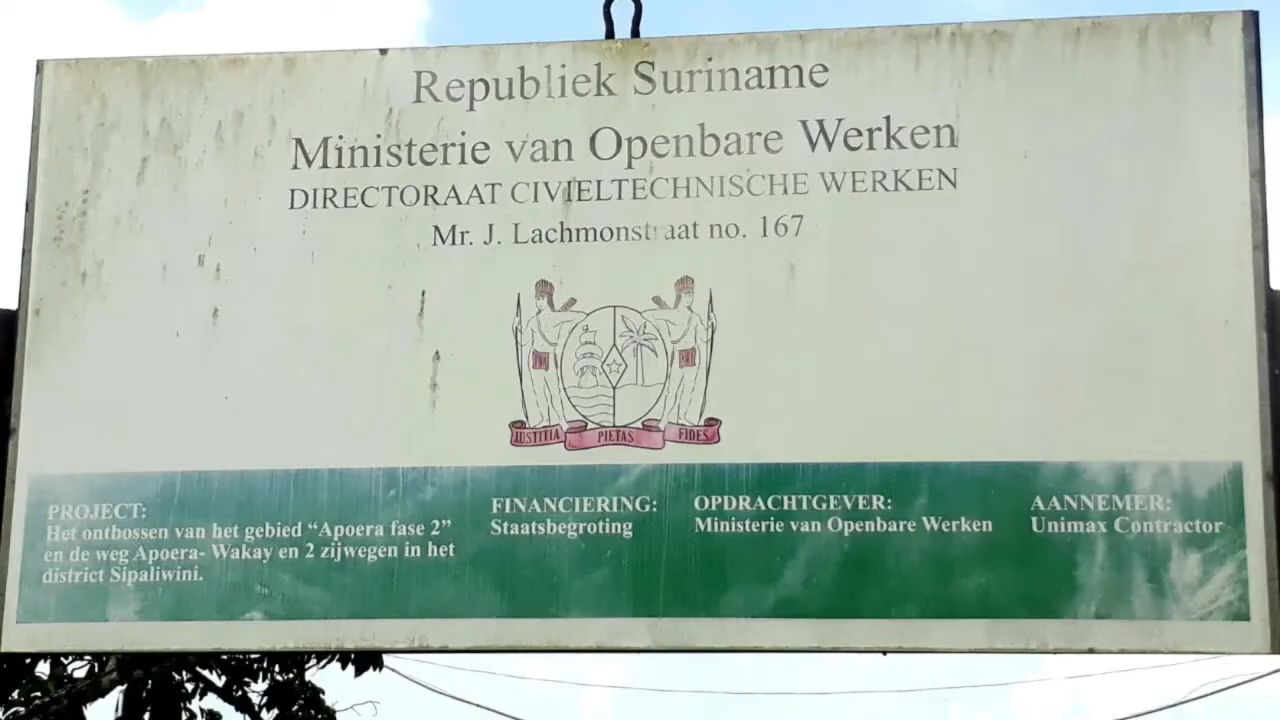 Republiek Suriname
Ministerie van Openbare Werken
DIRECTORAAT CIVIELTECHNISCHE WERKEN
Mr. J. Lachmonstraat no. 167
JUSTITIA PIETAS FIDES
PROJECT:
Het ontbossen van het gebied “Apoera fase 2”
en de weg Apoera- Wakay en 2 zijwegen in het
district Sipaliwini.
FINANCIERING:
Staatsbegroting
OPDRACHTGEVER:
Ministerie van Openbare Werken
AANNEMER:
Unimax Contractor